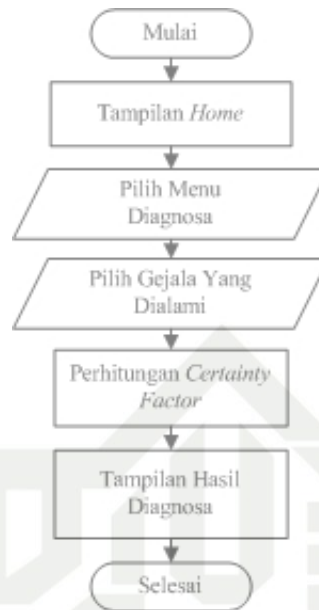 Mulai
Tampilan Home
Pilih Menu
Diagnosa
Pilih Gejala Yang
Dialami
Perhitungan Certainty
Factor
Tampilan Hasil
Diagnosa
Selesai